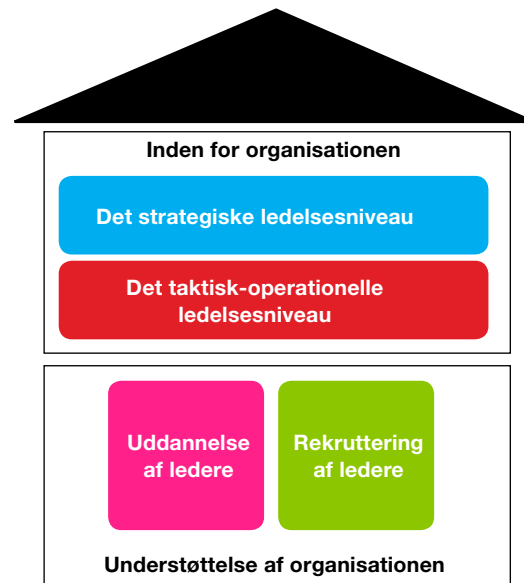 Inden for organisationen
Det strategiske ledelsesniveau
Det taktisk-operationelle
ledelsesniveau
Uddannelse
af ledere
Rekruttering
af ledere
Understøttelse af organisationen